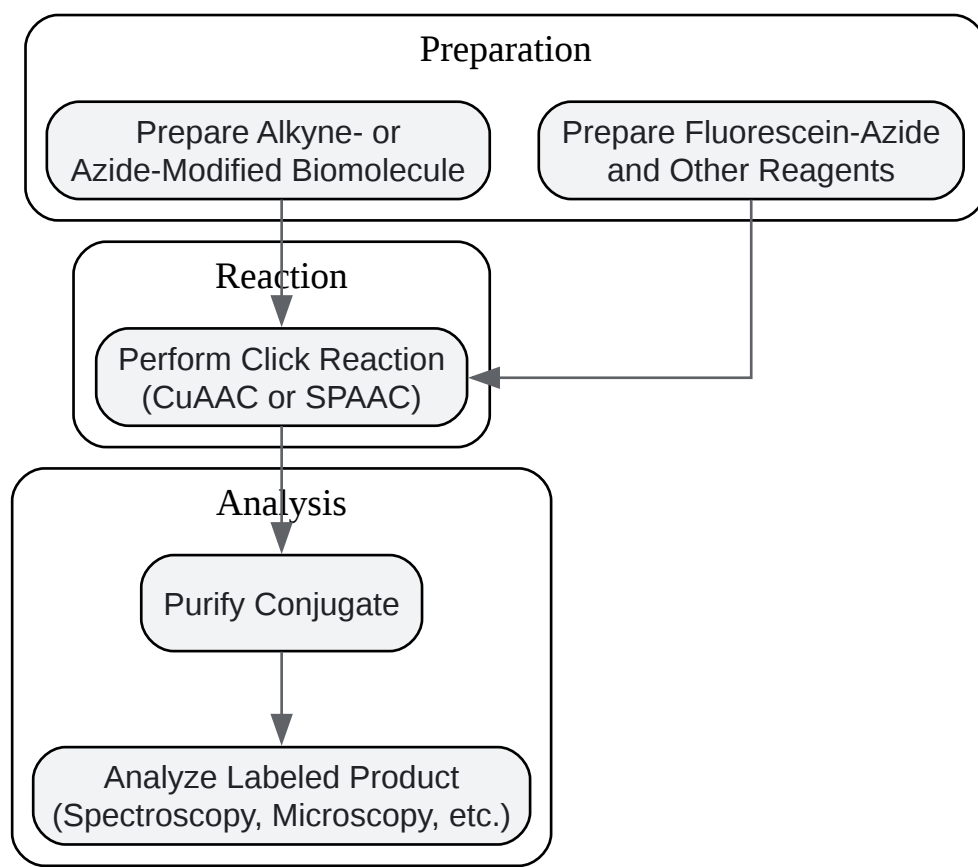 Preparation
Prepare Alkyne- or
Azide-Modified Biomolecule
Prepare Fluorescein-Azide
and Other Reagents
Reaction
Perform Click Reaction
(CuAAC or SPAAC)
Analysis
Purify Conjugate
Analyze Labeled Product
(Spectroscopy, Microscopy, etc.)